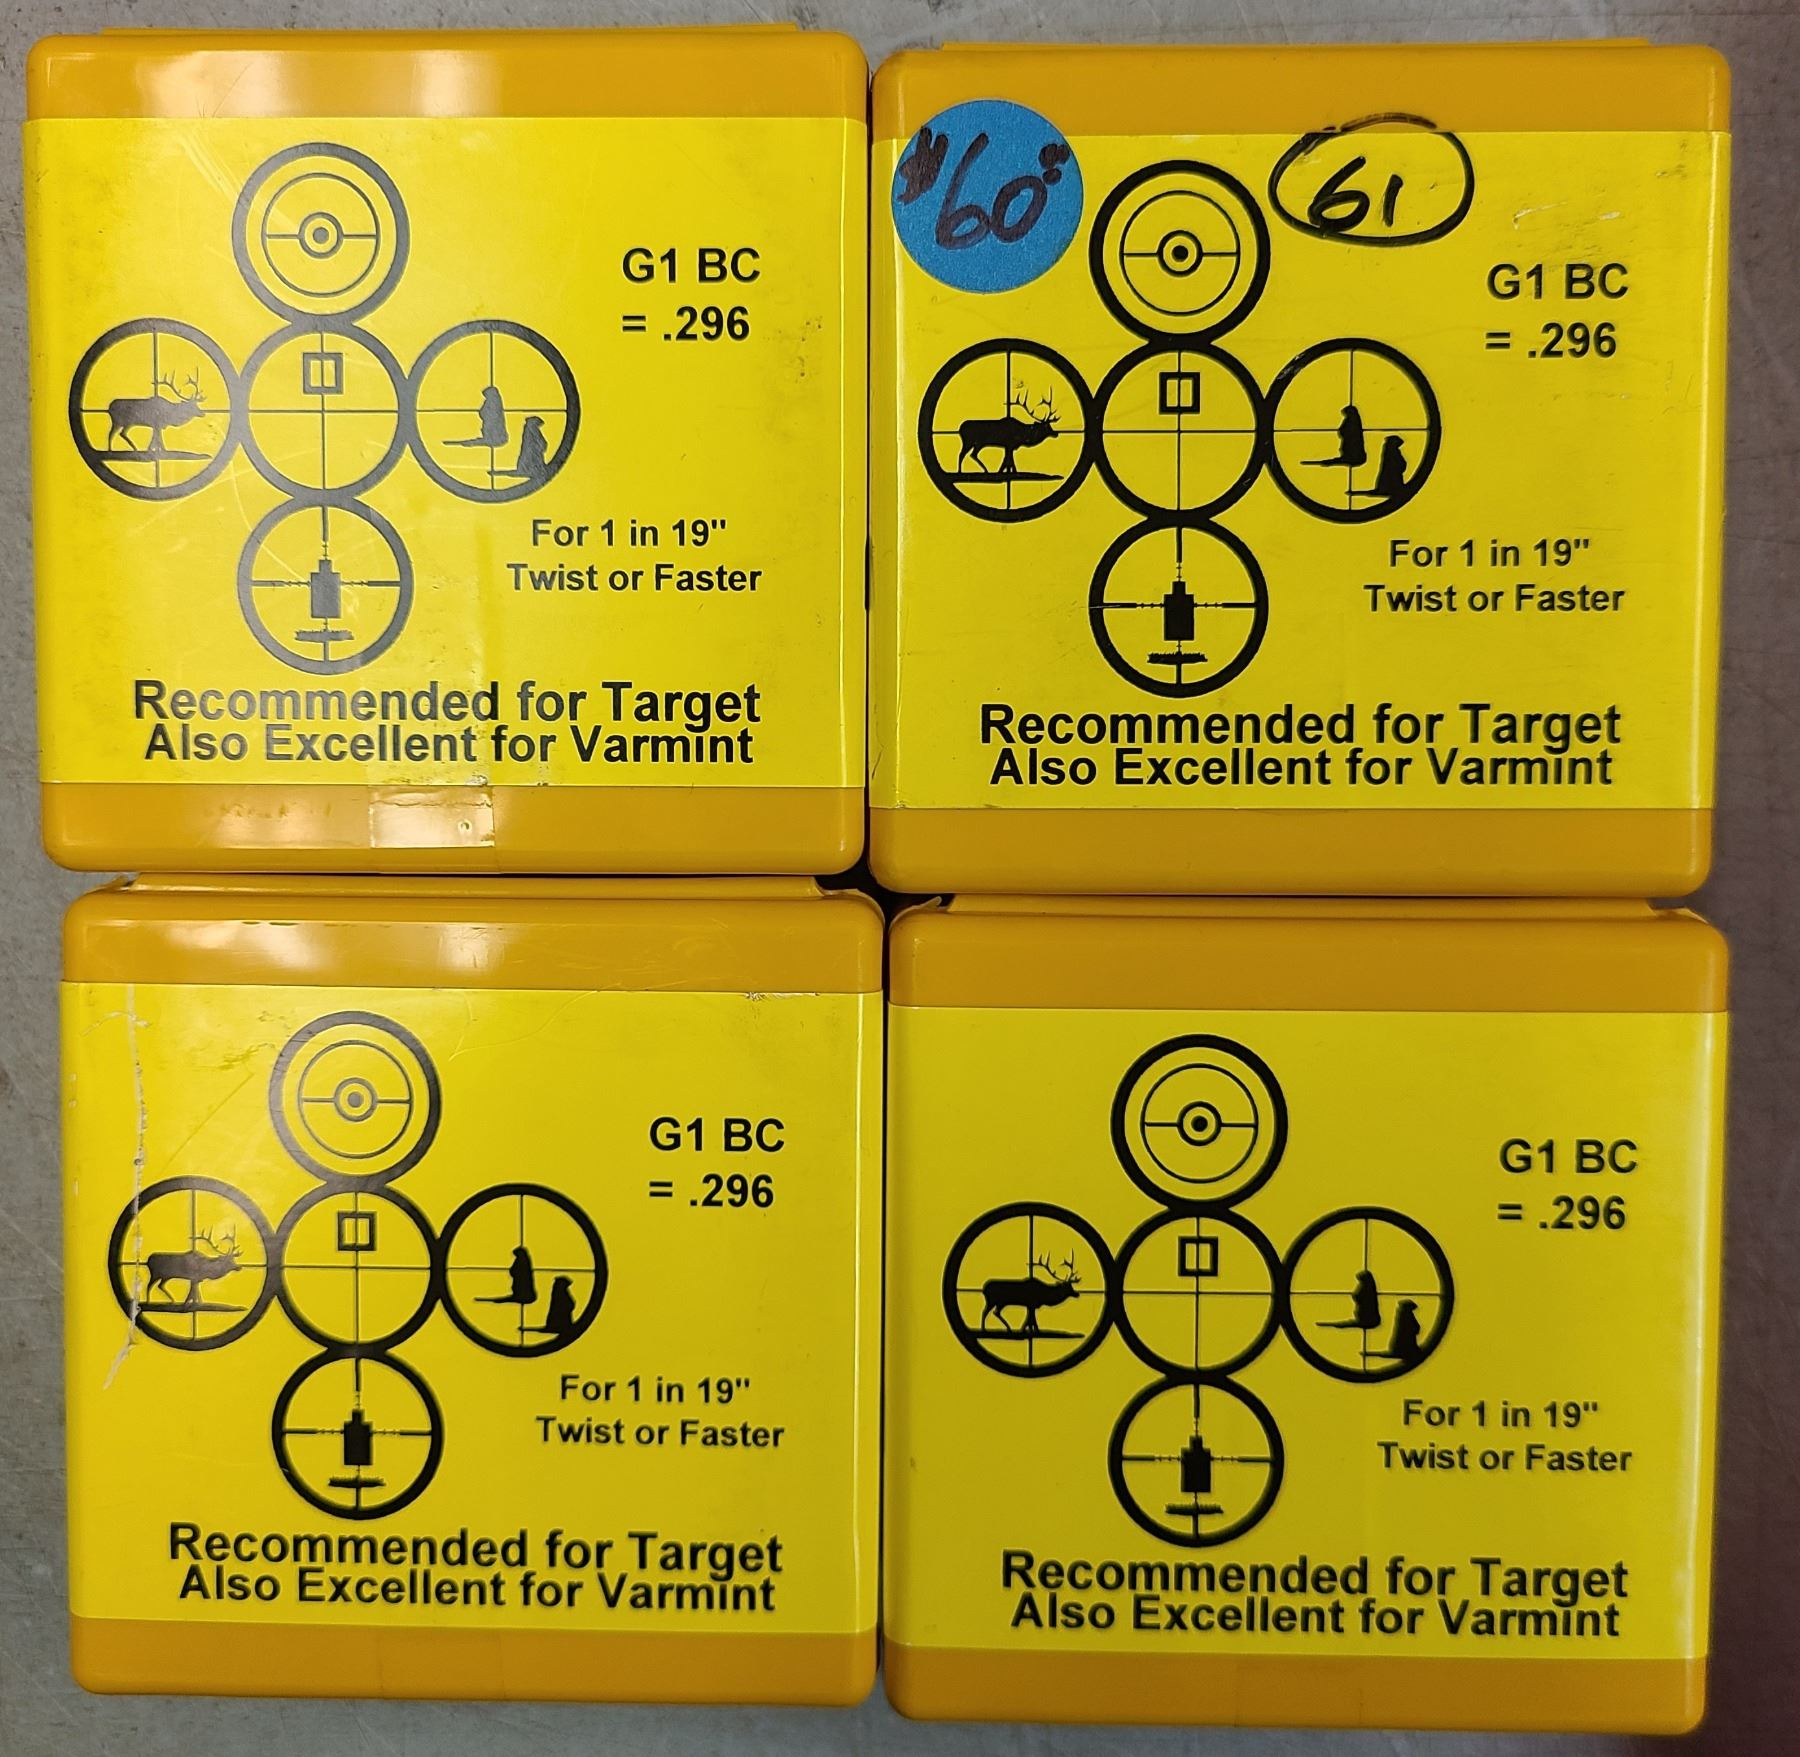 G1 BC
= .296
For 1 in 19"
Twist or Faster
Recommended for Target
Also Excellent for Varmint
$60
61
G1 BC
= .296
For 1 in 19"
Twist or Faster
Recommended for Target
Also Excellent for Varmint
G1 BC
= .296
For 1 in 19"
Twist or Faster
Recommended for Target
Also Excellent for Varmint
G1 BC
= .296
For 1 in 19"
Twist or Faster
Recommended for Target
Also Excellent for Varmint